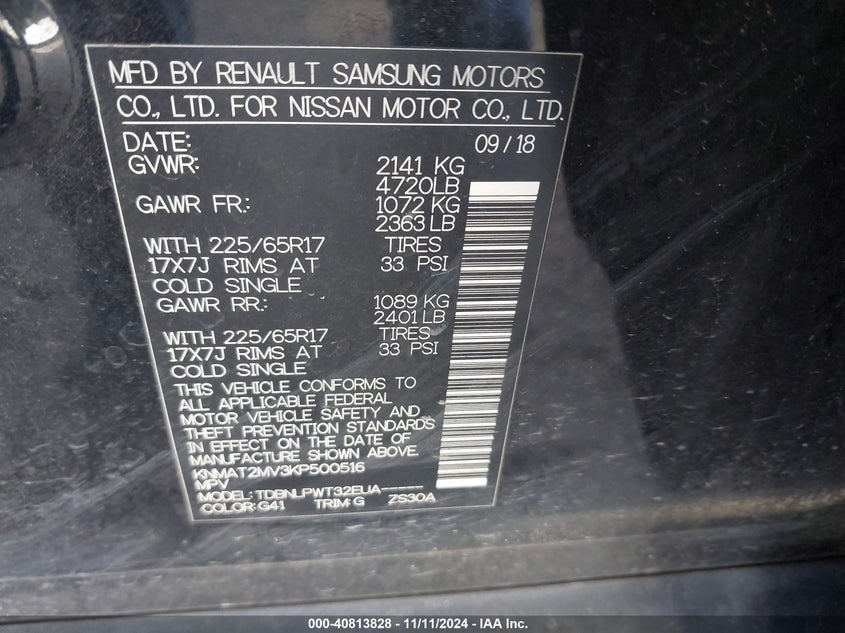 MFD BY RENAULT SAMSUNG MOTORS
CO., LTD. FOR NISSAN MOTOR CO., LTD.
DATE: 09 / 18
GVWR: 2141 KG
4720LB
GAWR FR.: 1072 KG
2363 LB
WITH 225/65R17 TIRES
17X7J RIMS AT 33 PSI
COLD SINGLE
GAWR RR.: 1089 KG
2401 LB
WITH 225/65R17 TIRES
17X7J RIMS AT 33 PSI
COLD SINGLE
THIS VEHICLE CONFORMS TO
ALL APPLICABLE FEDERAL
MOTOR VEHICLE SAFETY AND
THEFT PREVENTION STANDARDS
IN EFFECT ON THE DATE OF
MANUFACTURE SHOWN ABOVE.
KNMAT2MV3KP500516
MPV
MODEL: TDBNLPWT32EUA-----
COLOR: G41 TRIM: G ZS30A
000-40813828 - 11/11/2024 - IAA Inc.